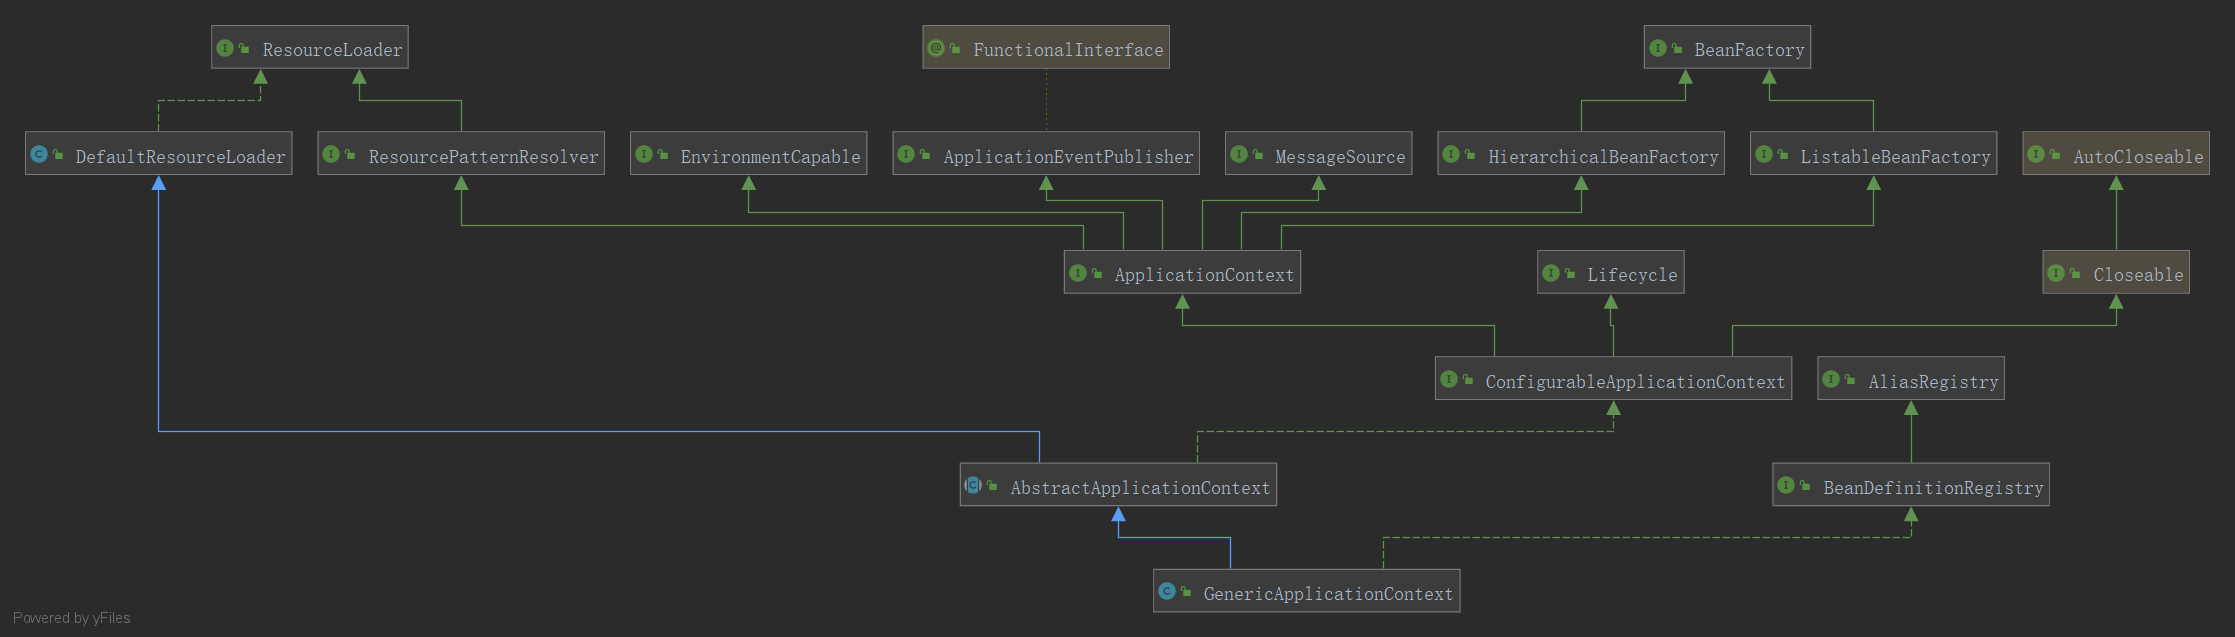 ResourceLoader
FunctionalInterface
BeanFactory
DefaultResourceLoader
ResourcePatternResolver
EnvironmentCapable
ApplicationEventPublisher
MessageSource
HierarchicalBeanFactory
ListableBeanFactory
AutoCloseable
ApplicationContext
Lifecycle
Closeable
ConfigurableApplicationContext
AliasRegistry
AbstractApplicationContext
BeanDefinitionRegistry
GenericApplicationContext
Powered by yFiles